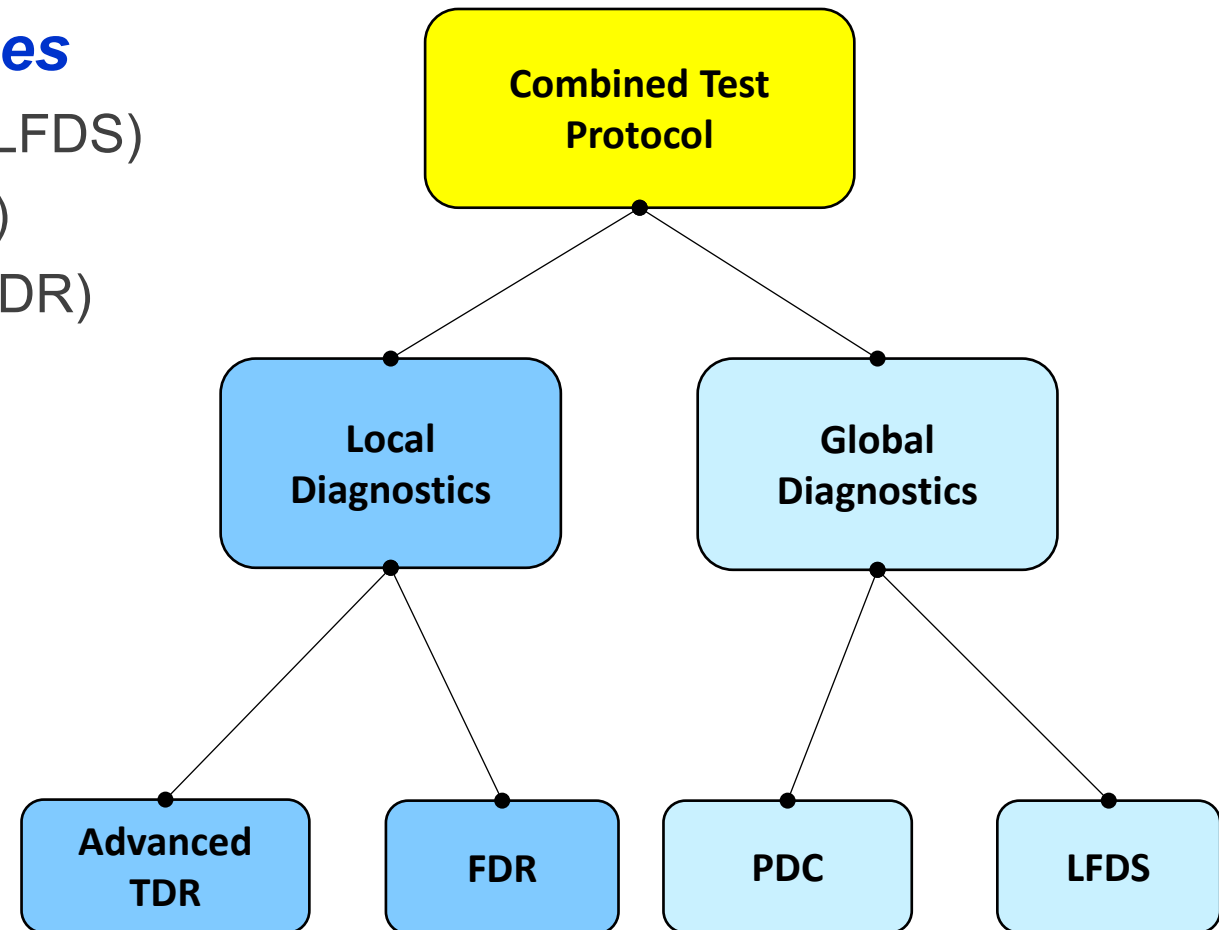 es
LFDS)
)
DR)
Combined Test
Protocol
Local
Diagnostics
Global
Diagnostics
Advanced
TDR
FDR
PDC
LFDS